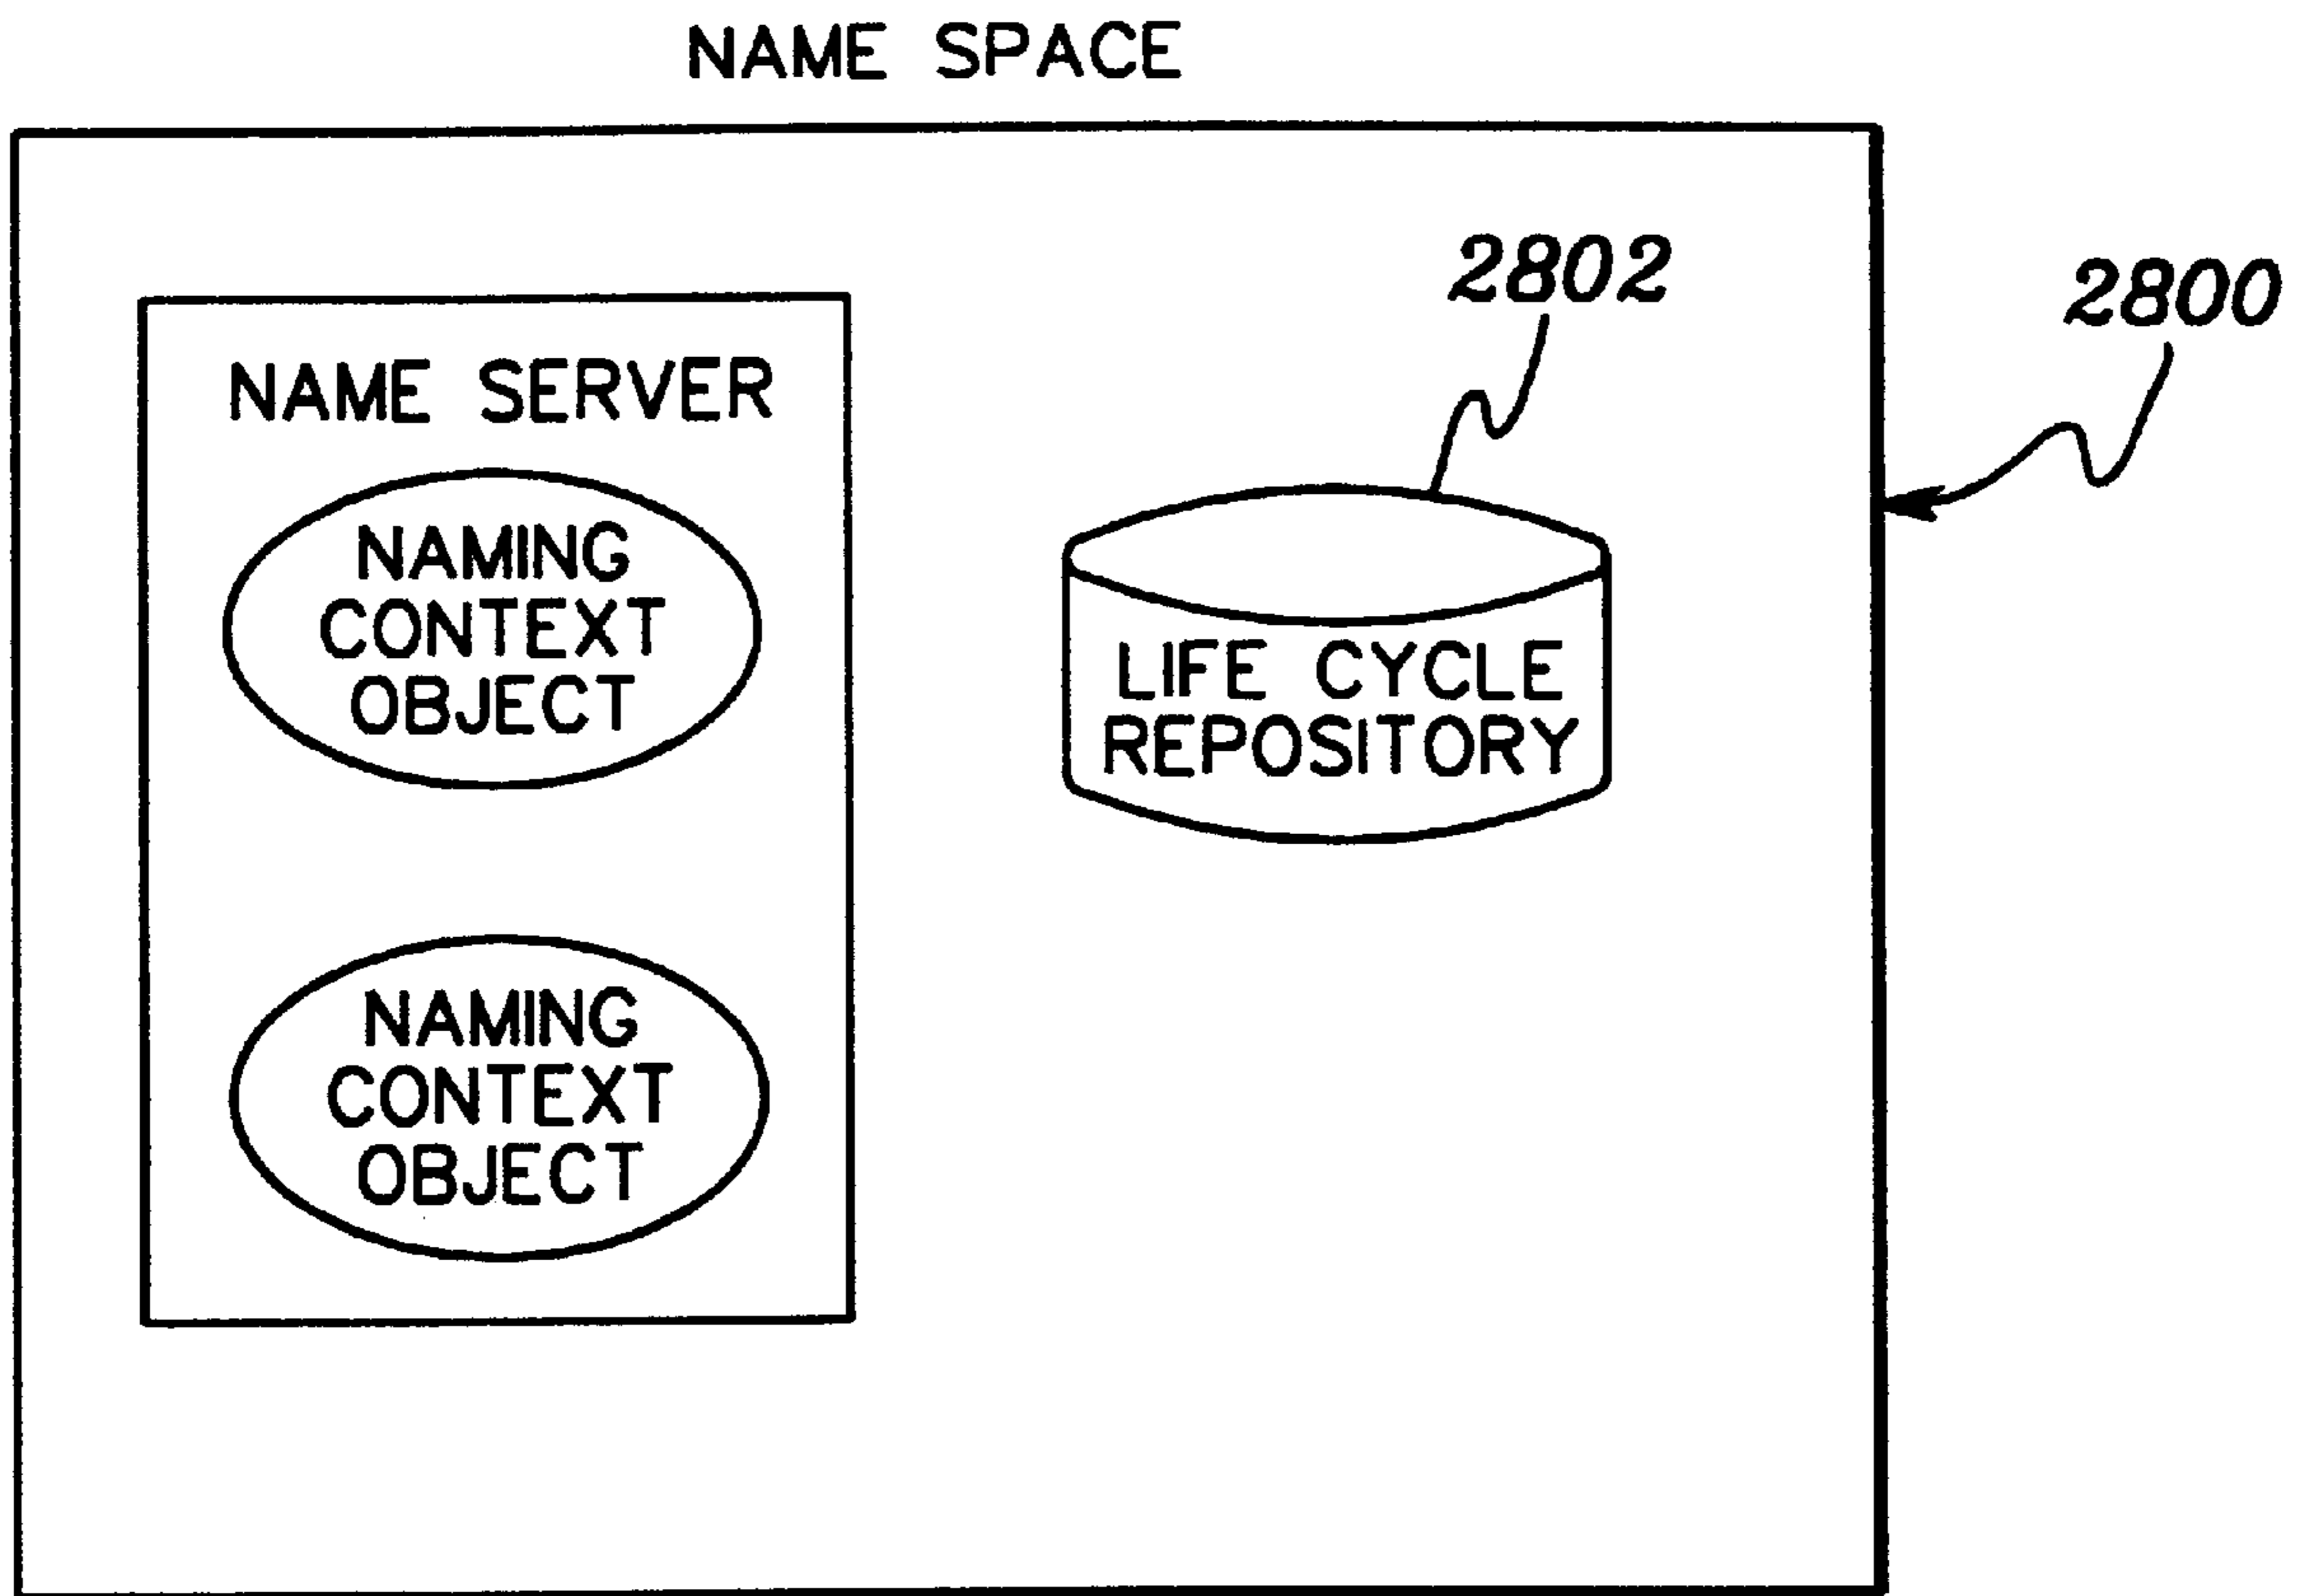 NAME SPACE
2802
2800
NAME SERVER
NAMING
CONTEXT
OBJECT
LIFE CYCLE
REPOSITORY
NAMING
CONTEXT
OBJECT